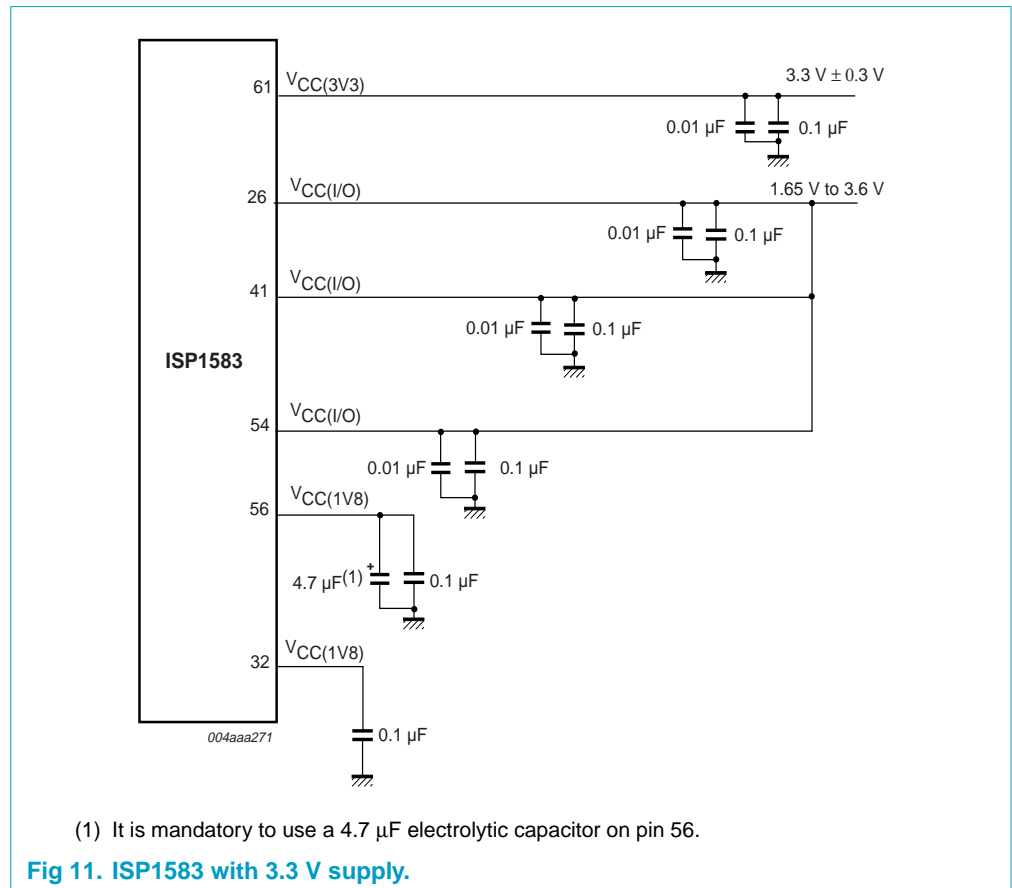 61 VCC(3V3) 3.3 V ± 0.3 V
0.01 µF 0.1 µF
26 VCC(I/O) 1.65 V to 3.6 V
0.01 µF 0.1 µF
41 VCC(I/O)
0.01 µF 0.1 µF
ISP1583
54 VCC(I/O)
0.01 µF 0.1 µF
56 VCC(1V8)
4.7 µF(1) + 0.1 µF
32 VCC(1V8)
004aaa271
0.1 µF
(1) It is mandatory to use a 4.7 µF electrolytic capacitor on pin 56.
Fig 11. ISP1583 with 3.3 V supply.